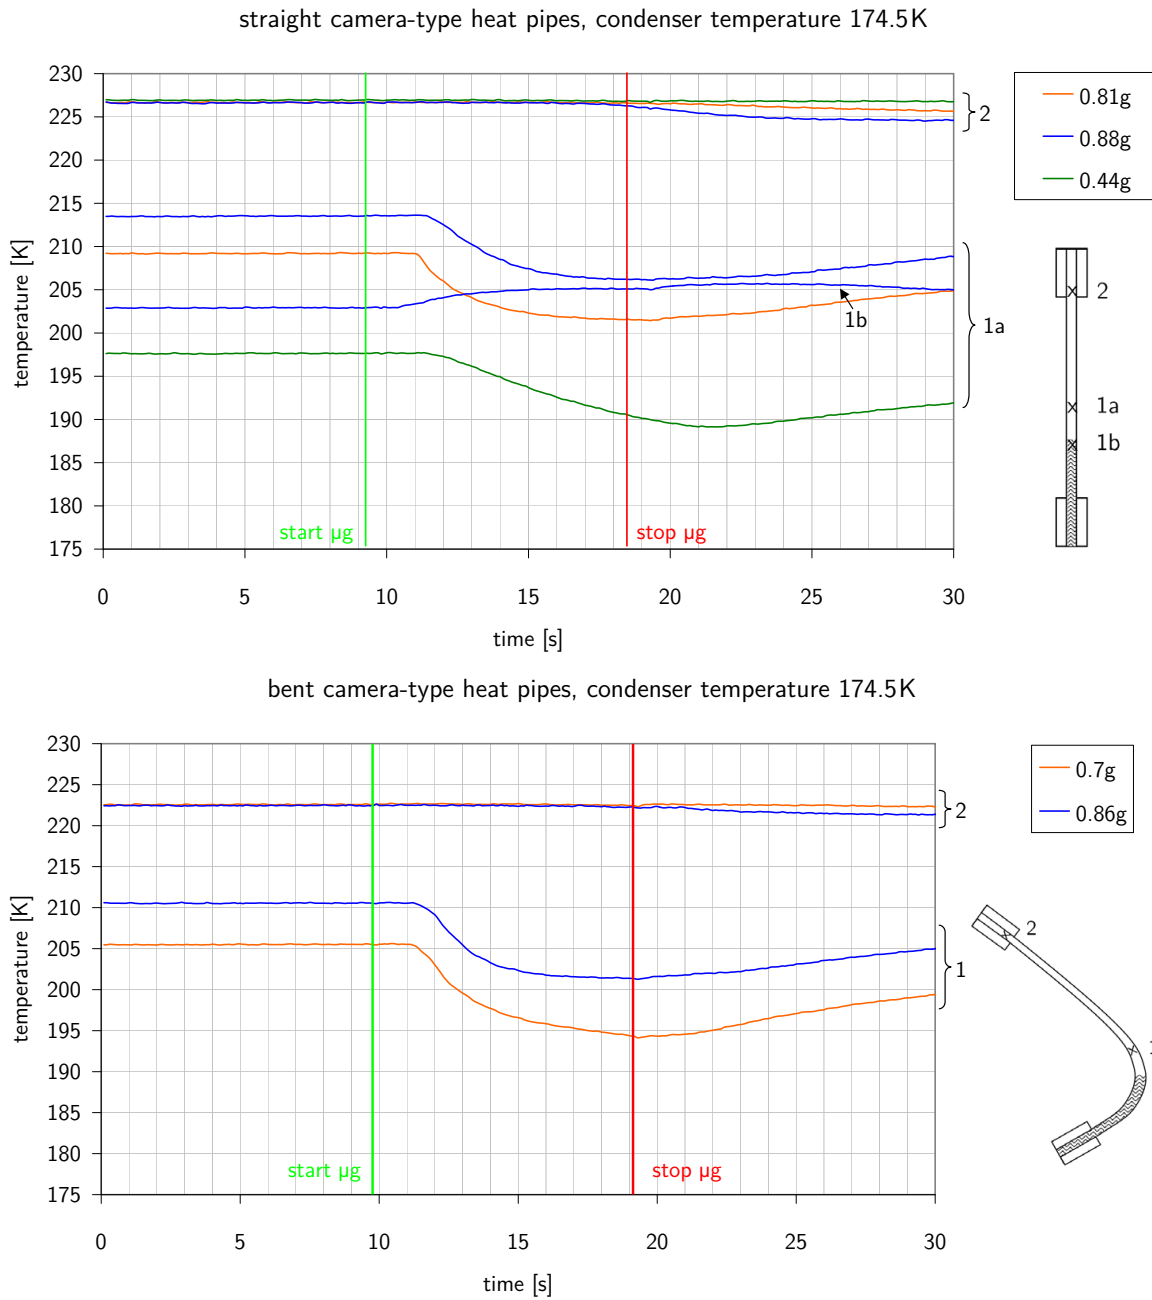 straight camera-type heat pipes, condenser temperature 174.5K
230
225
220
215
210
205
200
195
190
185
180
175
temperature [K]
start µg
stop µg
1b
2
1a
0 5 10 15 20 25 30
time [s]
0.81g
0.88g
0.44g
2
1a
1b
bent camera-type heat pipes, condenser temperature 174.5K
230
225
220
215
210
205
200
195
190
185
180
175
temperature [K]
start µg
stop µg
2
1
0 5 10 15 20 25 30
time [s]
0.7g
0.86g
2
1